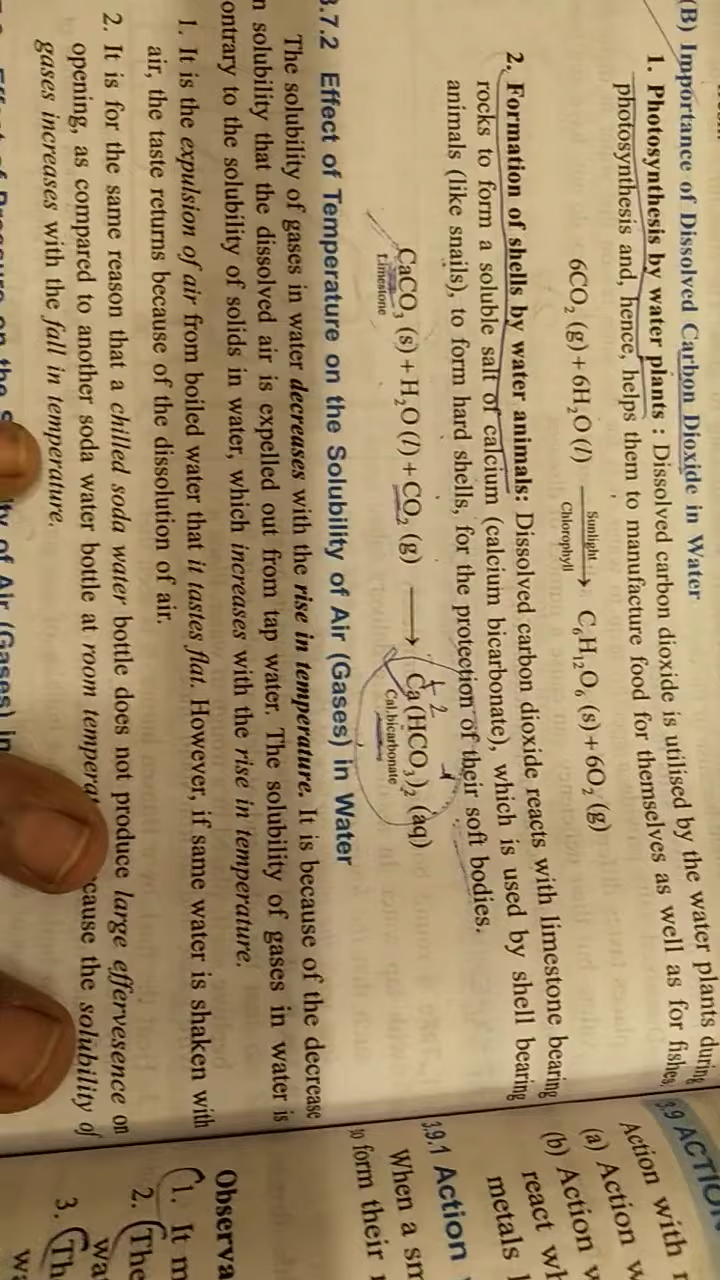 (B) Importance of Dissolved Carbon Dioxide in Water
1. Photosynthesis by water plants : Dissolved carbon dioxide is utilised by the water plants during
photosynthesis and, hence, helps them to manufacture food for themselves as well as for fishes
6CO₂ (g) + 6H₂O (l) Sunlight → Chlorophyll C₆H₁₂O₆ (s) + 6O₂ (g)
2. Formation of shells by water animals: Dissolved carbon dioxide reacts with limestone bearing
rocks to form a soluble salt of calcium (calcium bicarbonate), which is used by shell bearing
animals (like snails), to form hard shells, for the protection of their soft bodies.
+2
CaCO₃ (s) + H₂O (l) + CO₂ (g) → Ca(HCO₃)₂ (aq)
Limestone Cal.bicarbonate
3.7.2 Effect of Temperature on the Solubility of Air (Gases) in Water
The solubility of gases in water decreases with the rise in temperature. It is because of the decrease
n solubility that the dissolved air is expelled out from tap water. The solubility of gases in water is
ontrary to the solubility of solids in water, which increases with the rise in temperature.
1. It is the expulsion of air from boiled water that it tastes flat. However, if same water is shaken with
air, the taste returns because of the dissolution of air.
2. It is for the same reason that a chilled soda water bottle does not produce large effervesence on
opening, as compared to another soda water bottle at room temperat cause the solubility of
gases increases with the fall in temperature.
ty of Air (Gases) in
3.9 ACTION
Action with
(a) Action
(b) Action
react
metals
3.9.1 Action
When a
to form their
Observa
1. It m
2. (The
wa
3. (Th
wa